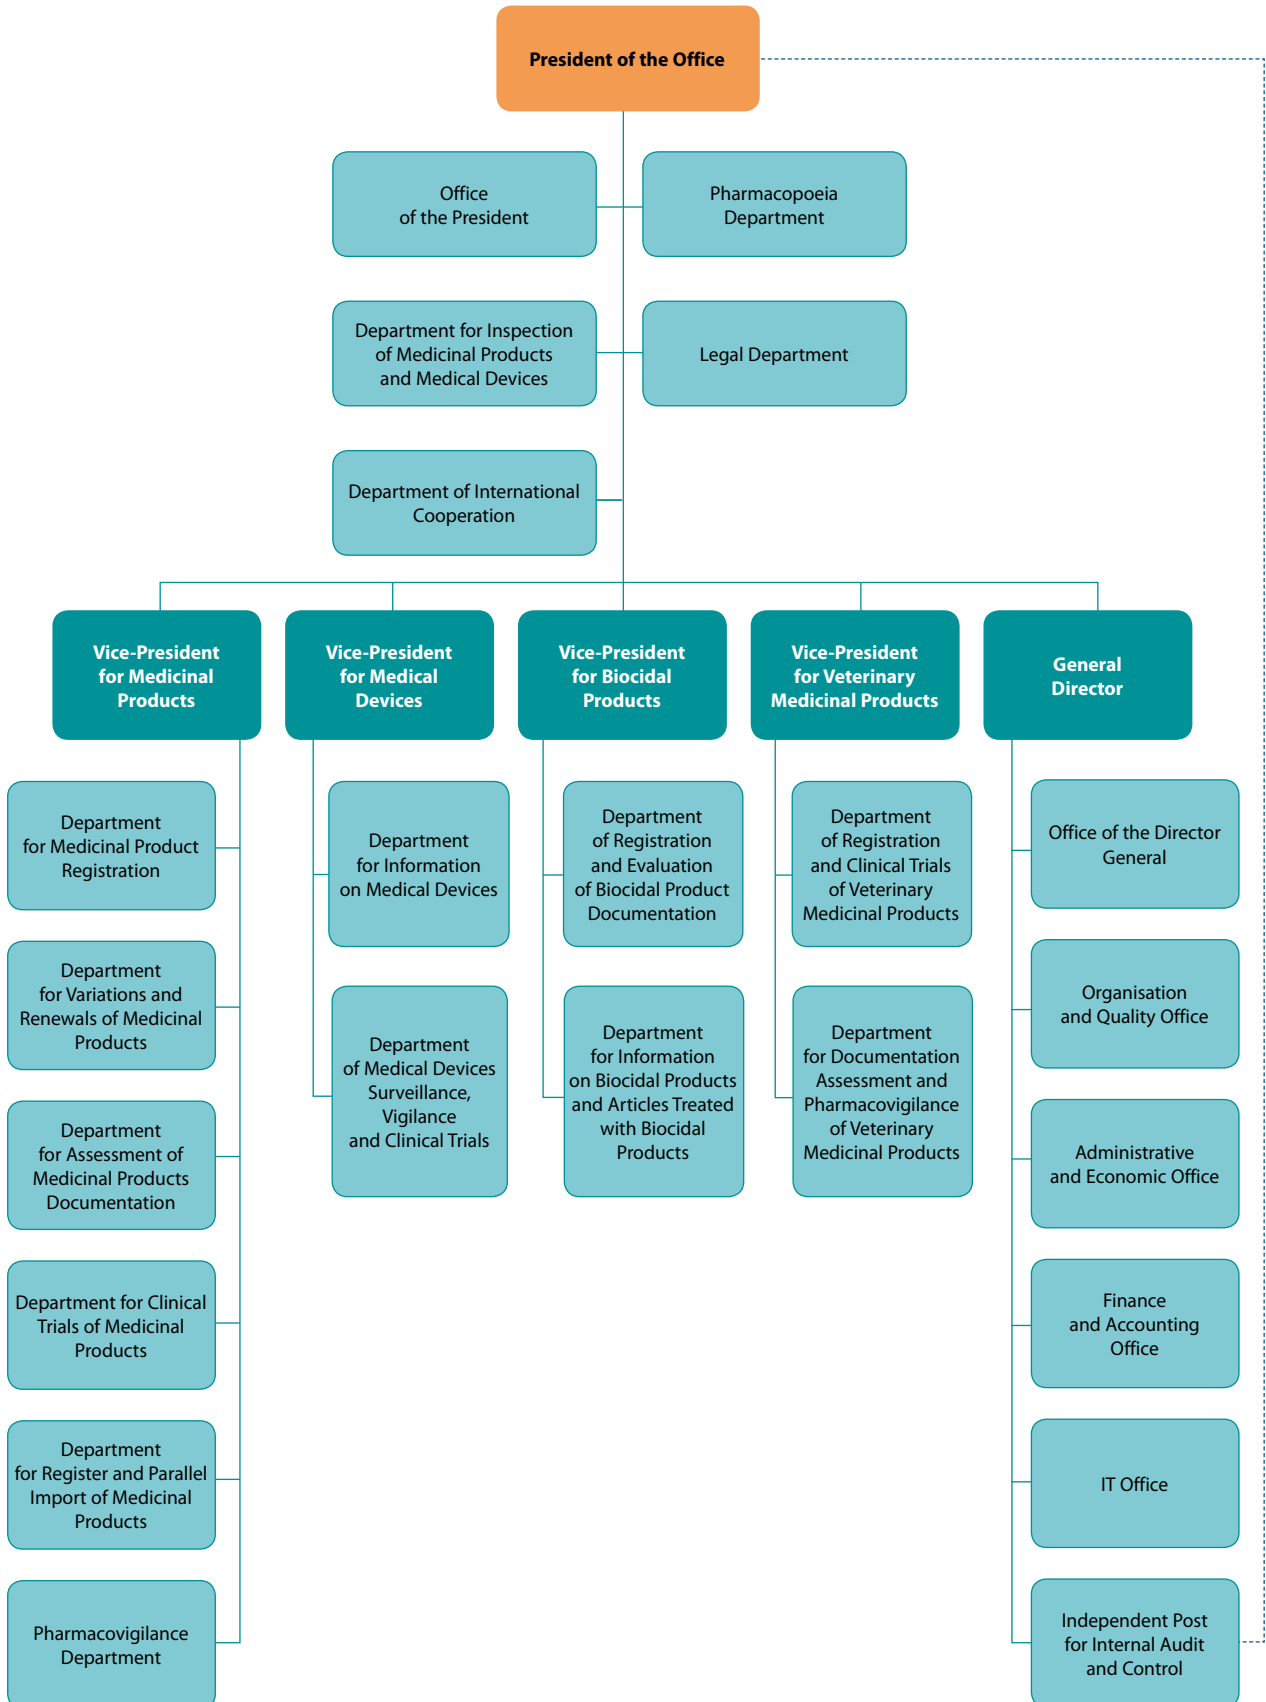 President of the Office
Office
of the President
Pharmacopoeia
Department
Department for Inspection
of Medicinal Products
and Medical Devices
Legal Department
Department of International
Cooperation
Vice-President
for Medicinal
Products
Vice-President
for Medical
Devices
Vice-President
for Biocidal
Products
Vice-President
for Veterinary
Medicinal Products
General
Director
Department
for Medicinal Product
Registration
Department
for Variations and
Renewals of Medicinal
Products
Department
for Assessment of
Medicinal Products
Documentation
Department for Clinical
Trials of Medicinal
Products
Department
for Register and Parallel
Import of Medicinal
Products
Pharmacovigilance
Department
Department
for Information
on Medical Devices
Department
of Medical Devices
Surveillance,
Vigilance
and Clinical Trials
Department
of Registration
and Evaluation
of Biocidal Product
Documentation
Department
for Information
on Biocidal Products
and Articles Treated
with Biocidal
Products
Department
of Registration
and Clinical Trials
of Veterinary
Medicinal Products
Department
for Documentation
Assessment and
Pharmacovigilance
of Veterinary
Medicinal Products
Office of the Director
General
Organisation
and Quality Office
Administrative
and Economic Office
Finance
and Accounting
Office
IT Office
Independent Post
for Internal Audit
and Control